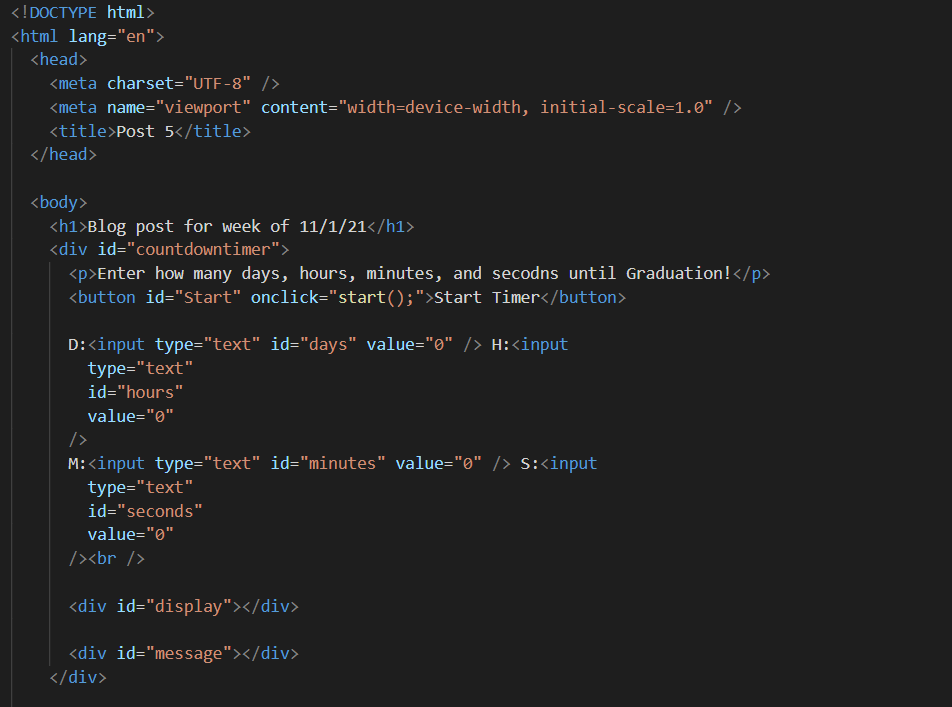 <!DOCTYPE html>
<html lang="en">
<head>
<meta charset="UTF-8" />
<meta name="viewport" content="width=device-width, initial-scale=1.0" />
<title>Post 5</title>
</head>
<body>
<h1>Blog post for week of 11/1/21</h1>
<div id="countdowntimer">
<p>Enter how many days, hours, minutes, and secodns until Graduation!</p>
<button id="Start" onclick="start();">Start Timer</button>
D:<input type="text" id="days" value="0" /> H:<input
type="text"
id="hours"
value="0"
/>
M:<input type="text" id="minutes" value="0" /> S:<input
type="text"
id="seconds"
value="0"
/><br />
<div id="display"></div>
<div id="message"></div>
</div>